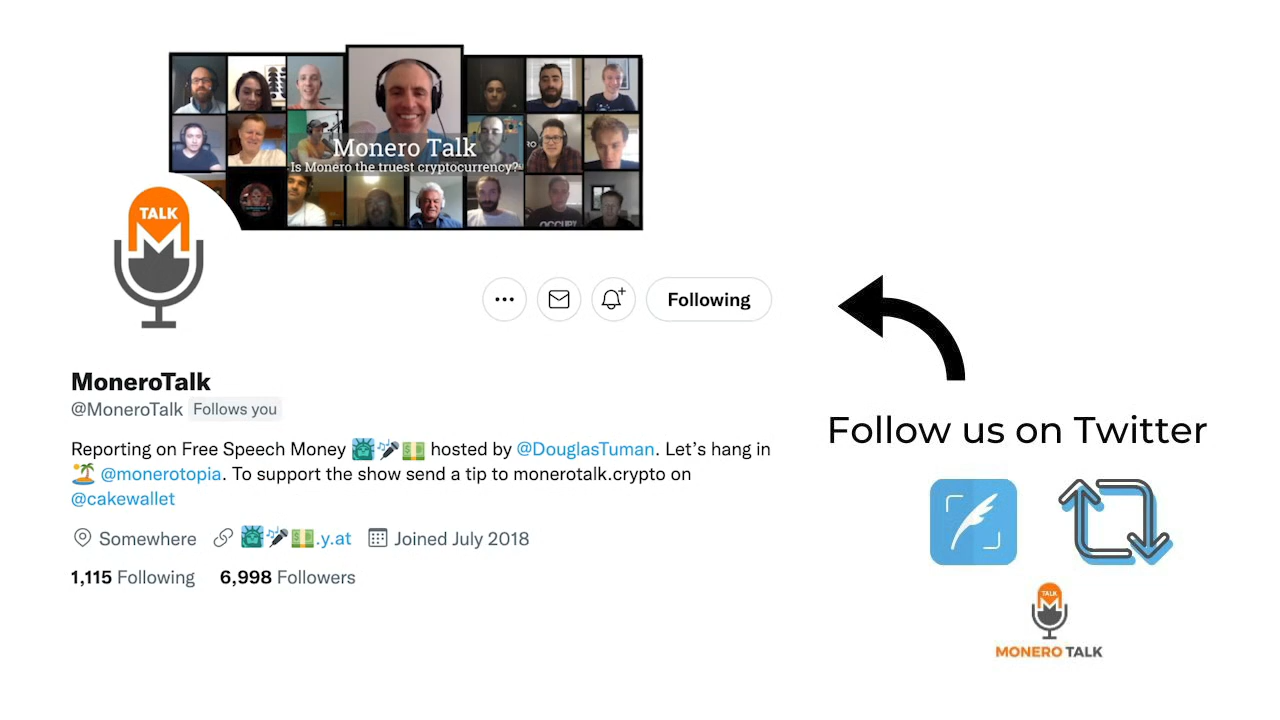 Monero Talk
Is Monero the truest cryptocurrency?
TALK
Following
MoneroTalk
@MoneroTalk Follows you
Reporting on Free Speech Money 🗽🎤💵 hosted by @DouglasTuman. Let’s hang in
🏝️ @monerotopia. To support the show send a tip to monerotalk.crypto on
@cakewallet
Somewhere 🗽🎤💵.y.at Joined July 2018
1,115 Following 6,998 Followers
Follow us on Twitter
TALK
MONERO TALK